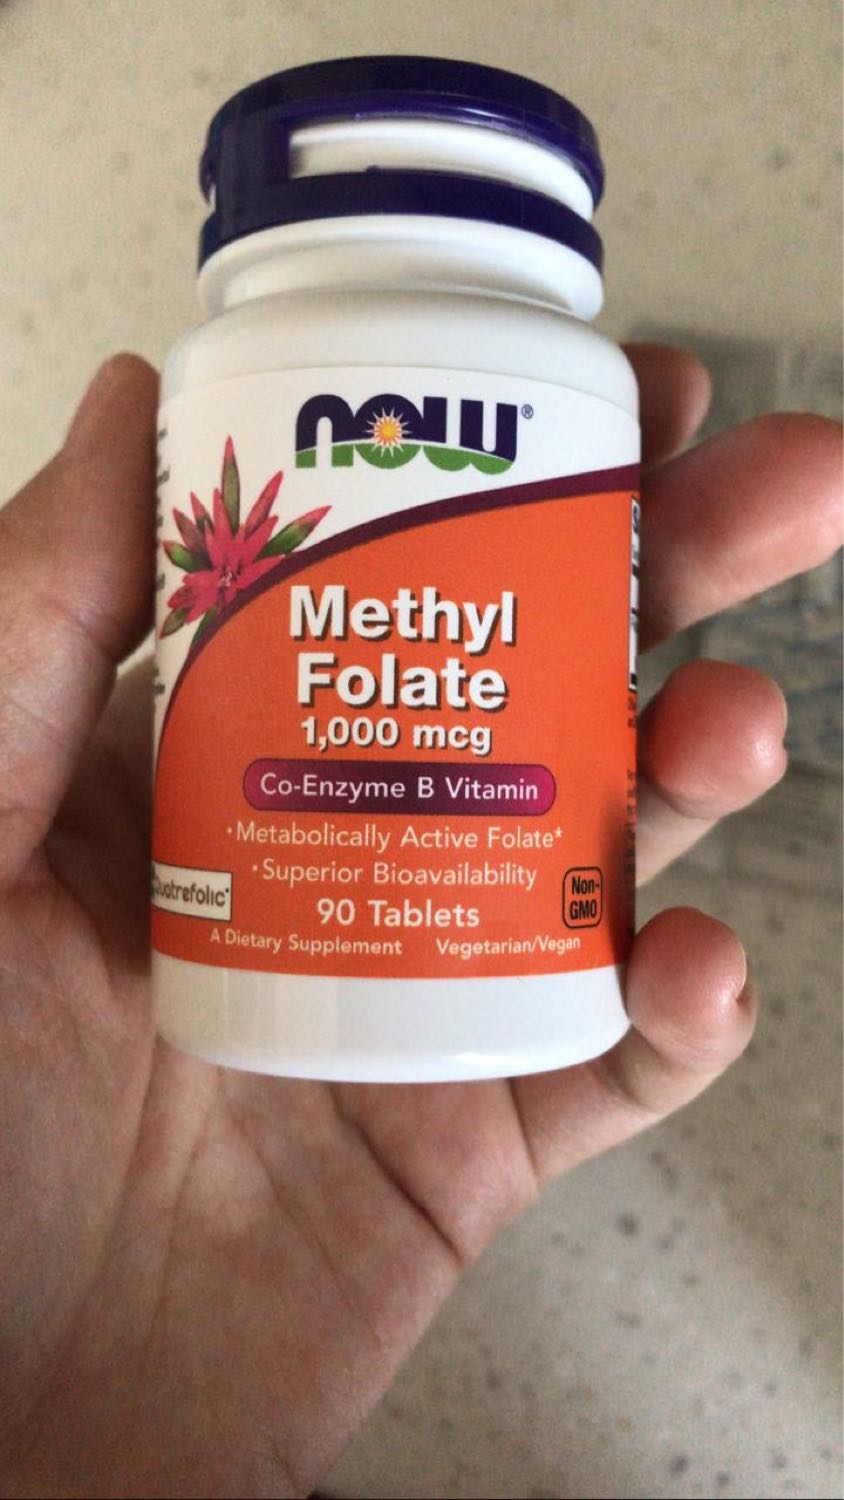 NOW®
Methyl
Folate
1,000 mcg
Co-Enzyme B Vitamin
•Metabolically Active Folate*
•Superior Bioavailability
Quatrefolic®
90 Tablets
Non-
GMO
A Dietary Supplement Vegetarian/Vegan